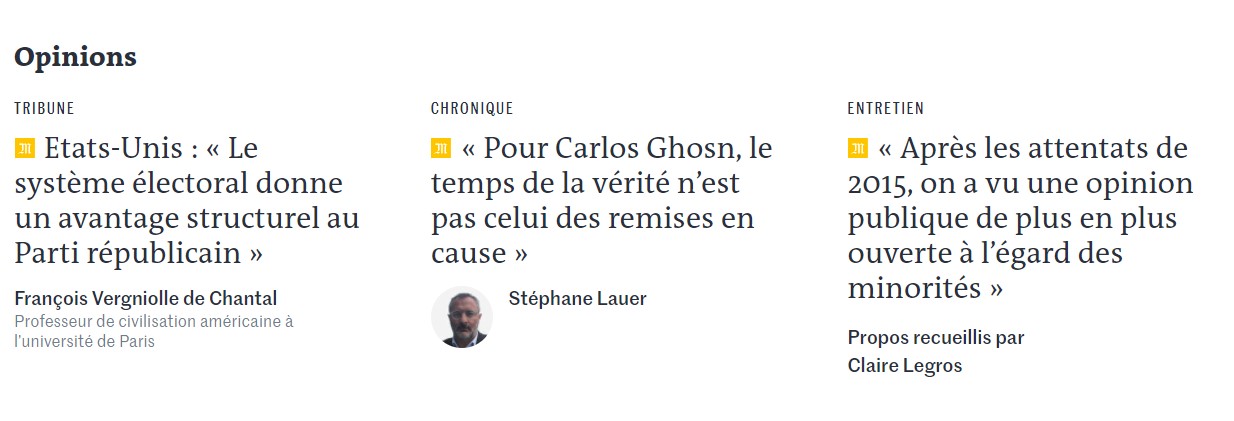 Opinions
TRIBUNE
Etats-Unis : « Le
système électoral donne
un avantage structurel au
Parti républicain »
François Vergniolle de Chantal
Professeur de civilisation américaine à
l'université de Paris
CHRONIQUE
« Pour Carlos Ghosn, le
temps de la vérité n’est
pas celui des remises en
cause »
Stéphane Lauer
ENTRETIEN
« Après les attentats de
2015, on a vu une opinion
publique de plus en plus
ouverte à l’égard des
minorités »
Propos recueillis par
Claire Legros